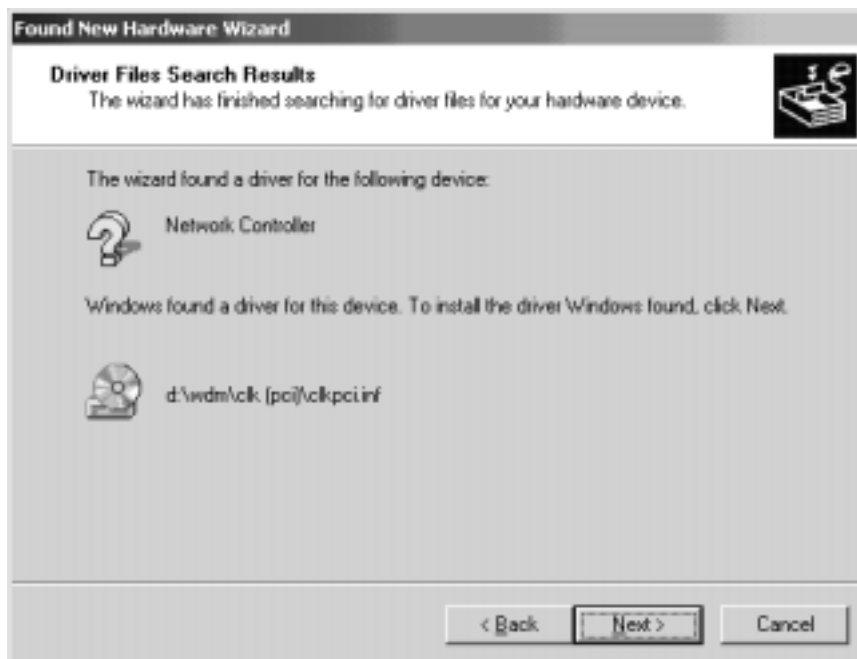 Found New Hardware Wizard
Driver Files Search Results
The wizard has finished searching for driver files for your hardware device.
The wizard found a driver for the following device:
Network Controller
Windows found a driver for this device. To install the driver Windows found, click Next.
d:\wdm\clk (pci)\clkpci.inf
< Back
Next >
Cancel